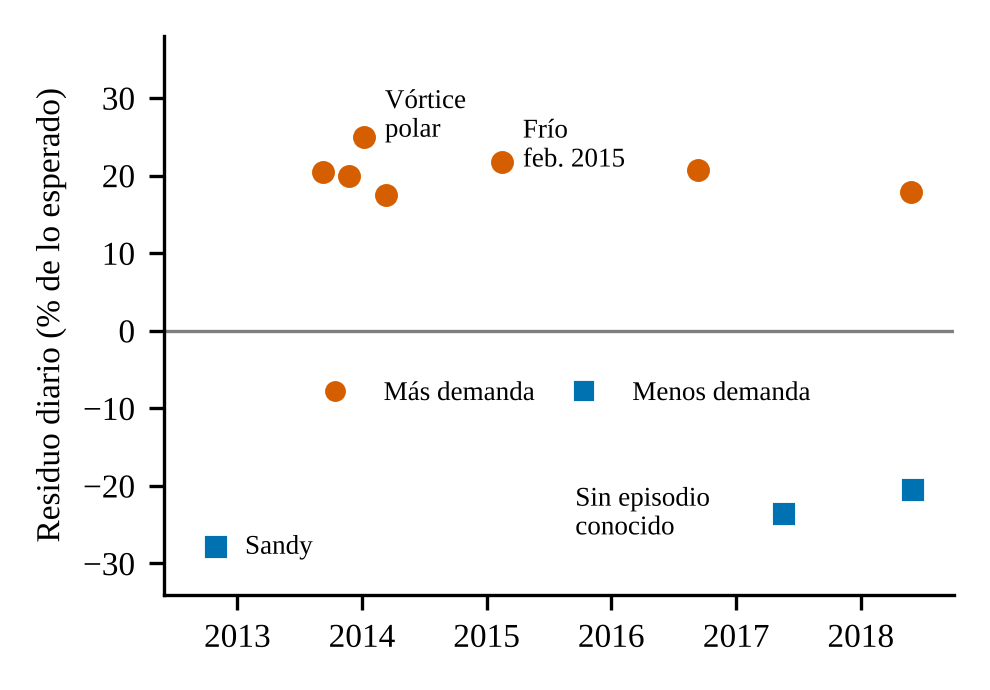 Residuo diario (% de lo esperado)
30
20
10
0
−10
−20
−30
Vórtice
polar
Frío
feb. 2015
Más demanda
Menos demanda
Sin episodio
conocido
Sandy
2013
2014
2015
2016
2017
2018